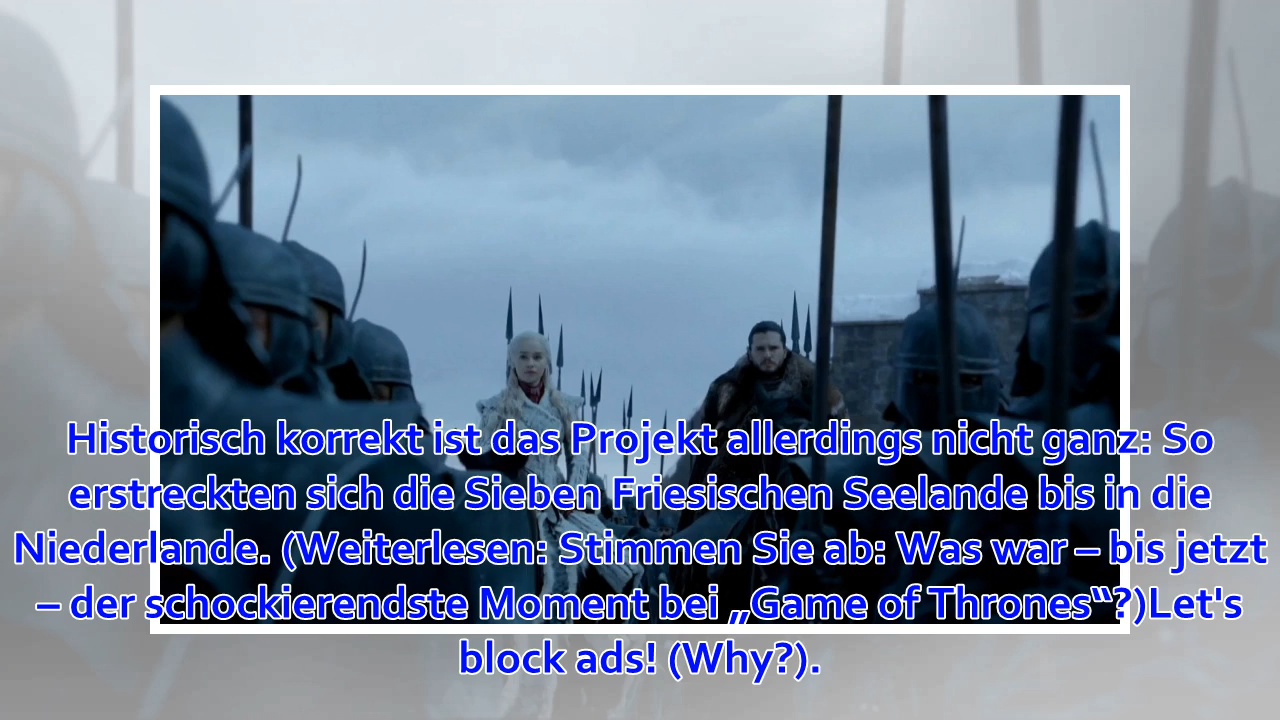 Historisch korrekt ist das Projekt allerdings nicht ganz: So
erstreckten sich die Sieben Friesischen Seelande bis in die
Niederlande. (Weiterlesen: Stimmen Sie ab: Was war – bis jetzt
– der schockierendste Moment bei „Game of Thrones“?)Let's
block ads! (Why?).